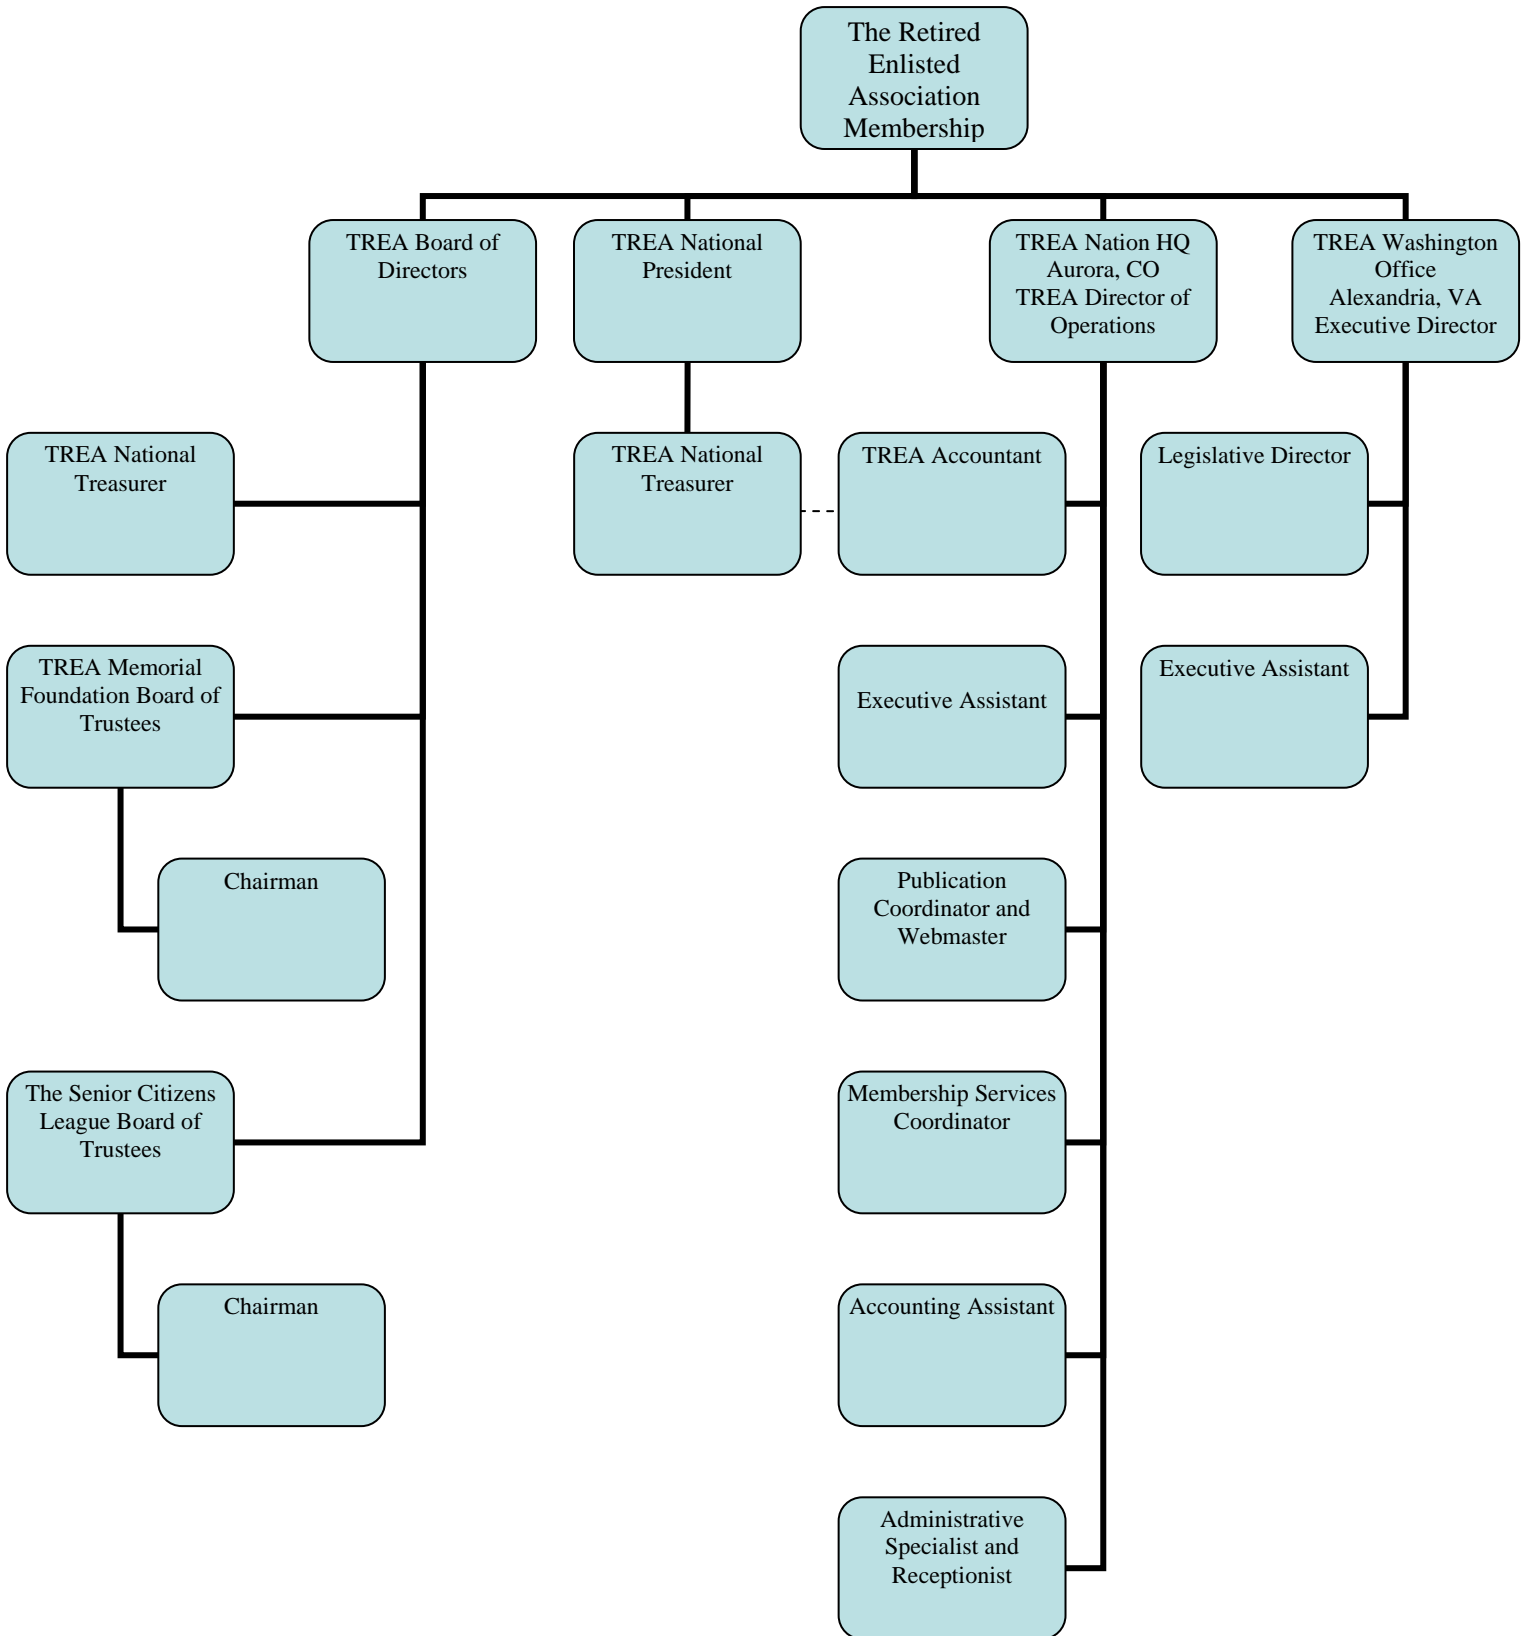 The Retired
Enlisted
Association
Membership
TREA Board of
Directors
TREA National
President
TREA Nation HQ
Aurora, CO
TREA Director of
Operations
TREA Washington
Office
Alexandria, VA
Executive Director
TREA National
Treasurer
TREA National
Treasurer
TREA Accountant
Legislative Director
TREA Memorial
Foundation Board of
Trustees
Executive Assistant
Executive Assistant
Chairman
Publication
Coordinator and
Webmaster
The Senior Citizens
League Board of
Trustees
Membership Services
Coordinator
Chairman
Accounting Assistant
Administrative
Specialist and
Receptionist